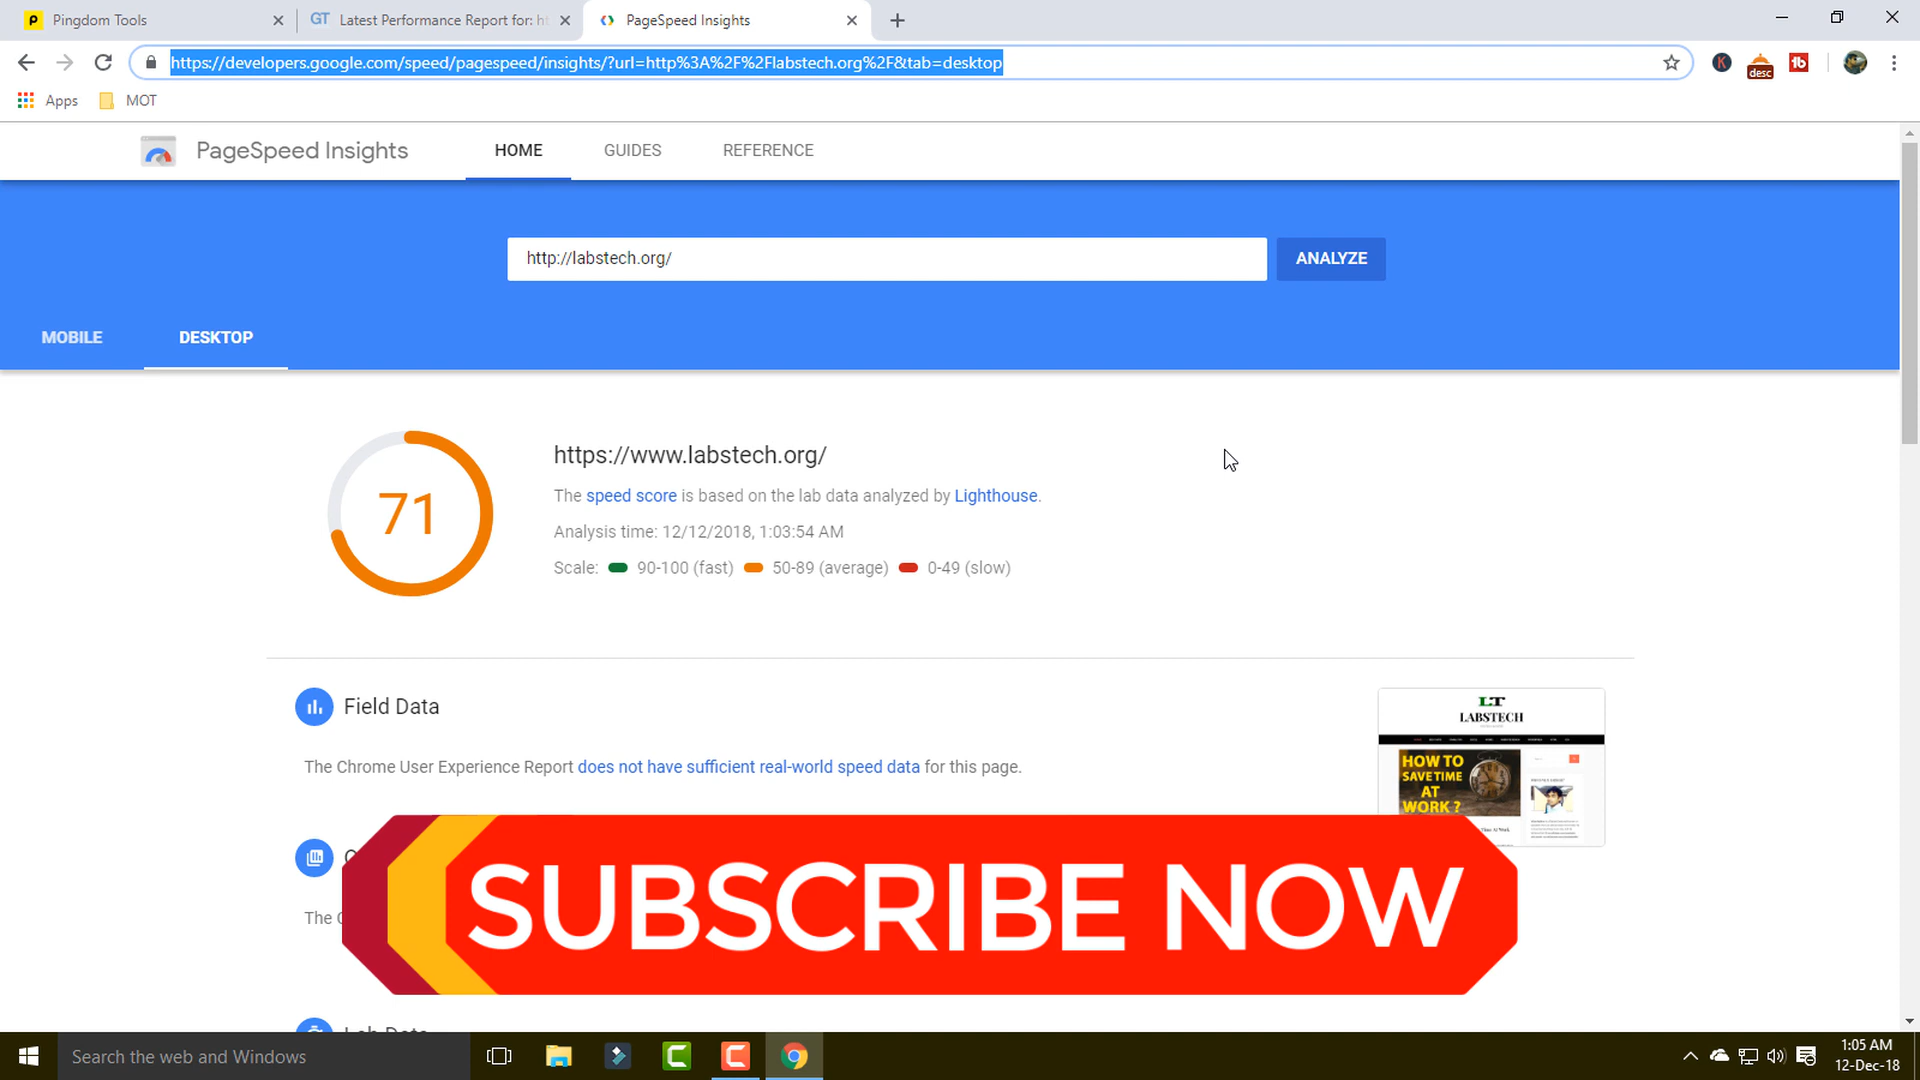 Pingdom Tools
GT Latest Performance Report for: ht
PageSpeed Insights
https://developers.google.com/speed/pagespeed/insights/?url=http%3A%2F%2Flabstech.org%2F&tab=desktop
K
desc
1b
Apps
MOT
PageSpeed Insights
HOME
GUIDES
REFERENCE
http://labstech.org/
ANALYZE
MOBILE
DESKTOP
71
https://www.labstech.org/
The speed score is based on the lab data analyzed by Lighthouse.
Analysis time: 12/12/2018, 1:03:54 AM
Scale: 90-100 (fast) 50-89 (average) 0-49 (slow)
Field Data
The Chrome User Experience Report does not have sufficient real-world speed data for this page.
LT
LABSTECH
HOW TO
SAVE TIME
AT
WORK ?
The
SUBSCRIBE NOW
Lab Data
Search the web and Windows
1:05 AM
12-Dec-18